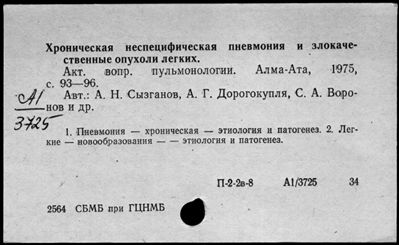 Хроническая неспецифическая пневмония и злокаче-
ственные опухоли легких.
Акт. вопр. пульмонологии. Алма-Ата, 1975,
с. 93—96.
А1
Авт.: А. Н. Сызганов, А. Г. Дорогокупля, С. А. Воро-
нов и др.
3725
1. Пневмония — хроническая — этиология и патогенез. 2. Лег-
кие — новообразования — — этиология и патогенез.
П-2-2в-8 А1/3725 34
2564 СБМБ при ГЦНМБ